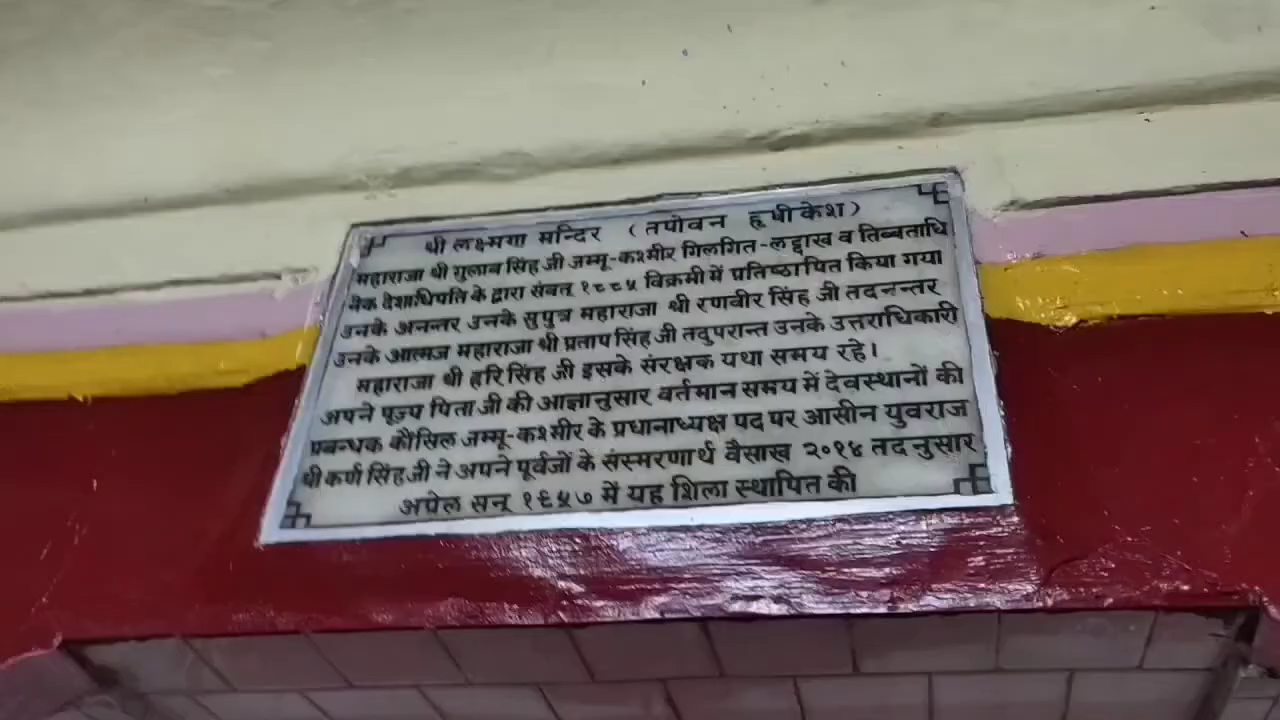 श्री लक्ष्मण मन्दिर (तपोवन हृषीकेश)
महाराजा श्री गुलाब सिंह जी जम्मू-कश्मीर गिलगित-लद्दाख व तिब्बताधि
नेक देशाधिपति के द्वारा संवत् १८८५ विक्रमी में प्रतिष्ठापित किया गया
उनके अनन्तर उनके सुपुत्र महाराजा श्री रणवीर सिंह जी तदनन्तर
उनके आत्मज महाराजा श्री प्रताप सिंह जी तदुपरान्त उनके उत्तराधिकारी
महाराजा श्री हरि सिंह जी इसके संरक्षक यथा समय रहे।
अपने पूज्य पिता जी की आज्ञानुसार वर्तमान समय में देवस्थानों की
प्रबन्धक कौंसिल जम्मू-कश्मीर के प्रधानाध्यक्ष पद पर आसीन युवराज
श्री कर्ण सिंह जी ने अपने पूर्वजों के संस्मरणार्थ वैसाख २०१४ तदनुसार
अप्रेल सन् १९५७ में यह शिला स्थापित की